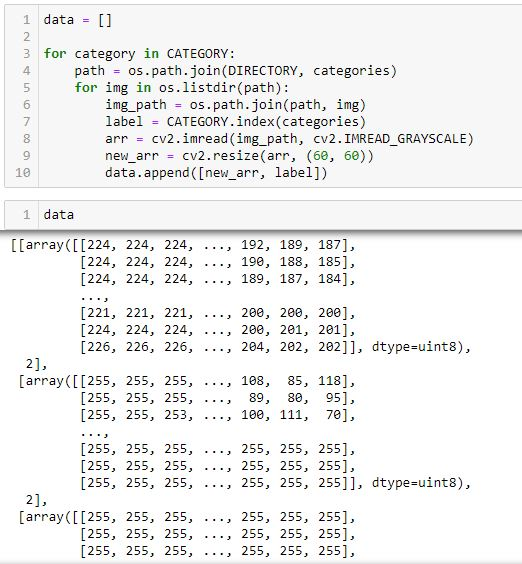 1 data = []
2
3 for category in CATEGORY:
4     path = os.path.join(DIRECTORY, categories)
5     for img in os.listdir(path):
6         img_path = os.path.join(path, img)
7         label = CATEGORY.index(categories)
8         arr = cv2.imread(img_path, cv2.IMREAD_GRAYSCALE)
9         new_arr = cv2.resize(arr, (60, 60))
10         data.append([new_arr, label])
1 data
[[array([[224, 224, 224, ..., 192, 189, 187],
         [224, 224, 224, ..., 190, 188, 185],
         [224, 224, 224, ..., 189, 187, 184],
         ...,
         [221, 221, 221, ..., 200, 200, 200],
         [224, 224, 224, ..., 200, 201, 201],
         [226, 226, 226, ..., 204, 202, 202]], dtype=uint8),
  2],
 [array([[255, 255, 255, ..., 108,  85, 118],
         [255, 255, 255, ...,  89,  80,  95],
         [255, 255, 253, ..., 100, 111,  70],
         ...,
         [255, 255, 255, ..., 255, 255, 255],
         [255, 255, 255, ..., 255, 255, 255],
         [255, 255, 255, ..., 255, 255, 255]], dtype=uint8),
  2],
 [array([[255, 255, 255, ..., 255, 255, 255],
         [255, 255, 255, ..., 255, 255, 255],
         [255, 255, 255, ..., 255, 255, 255],